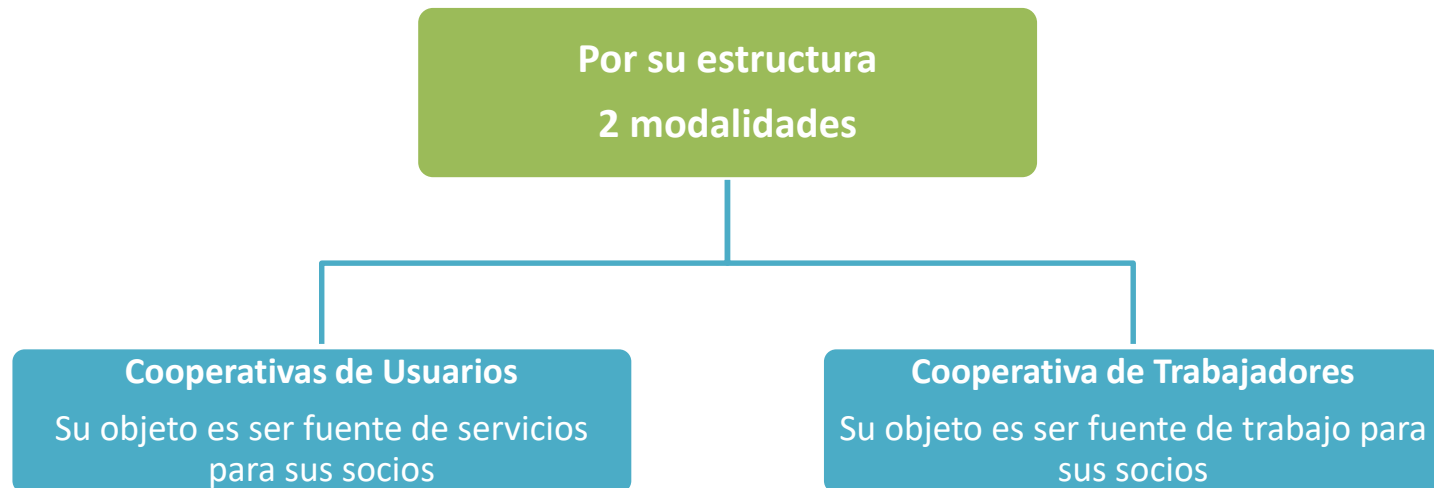 Por su estructura
2 modalidades
Cooperativas de Usuarios
Su objeto es ser fuente de servicios
para sus socios
Cooperativa de Trabajadores
Su objeto es ser fuente de trabajo para
sus socios